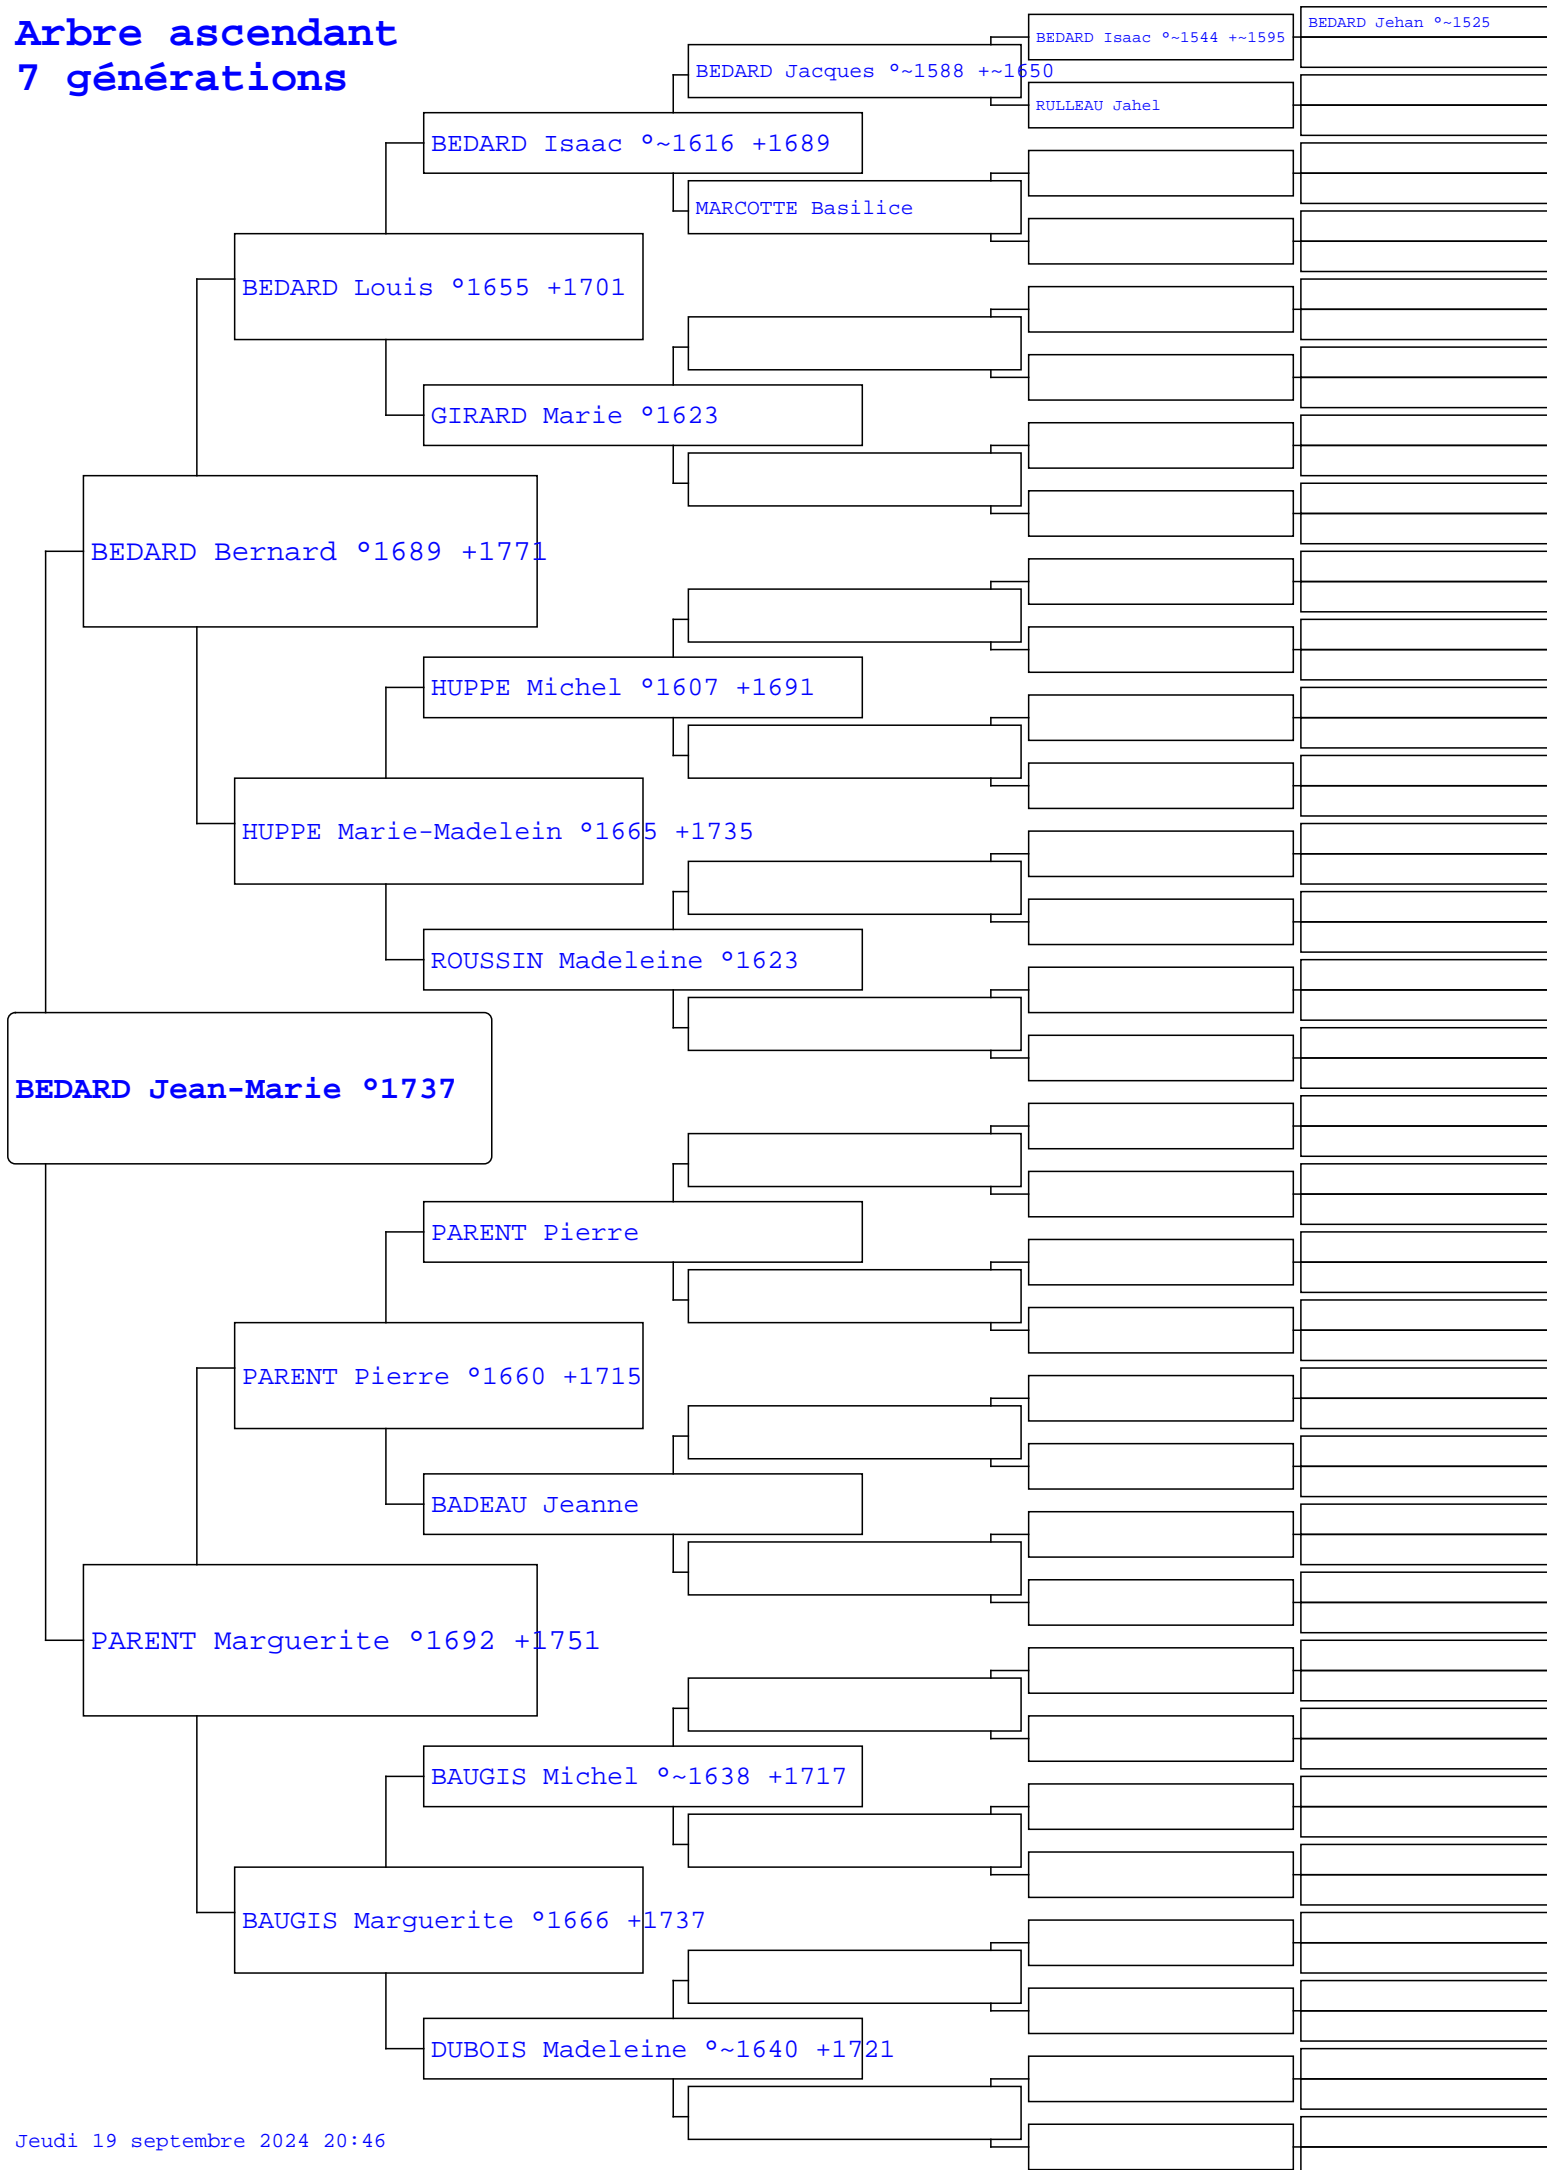 Arbre ascendant
7 générations
BEDARD Jehan °~1525
BEDARD Isaac °~1544 +~1595
BEDARD Jacques °~1588 +~1650
RULLEAU Jahel
BEDARD Isaac °~1616 +1689
MARCOTTE Basilice
BEDARD Louis °1655 +1701
GIRARD Marie °1623
BEDARD Bernard °1689 +1771
HUPPE Michel °1607 +1691
HUPPE Marie-Madelein °1665 +1735
ROUSSIN Madeleine °1623
BEDARD Jean-Marie °1737
PARENT Pierre
PARENT Pierre °1660 +1715
BADEAU Jeanne
PARENT Marguerite °1692 +1751
BAUGIS Michel °~1638 +1717
BAUGIS Marguerite °1666 +1737
DUBOIS Madeleine °~1640 +1721
Jeudi 19 septembre 2024 20:46